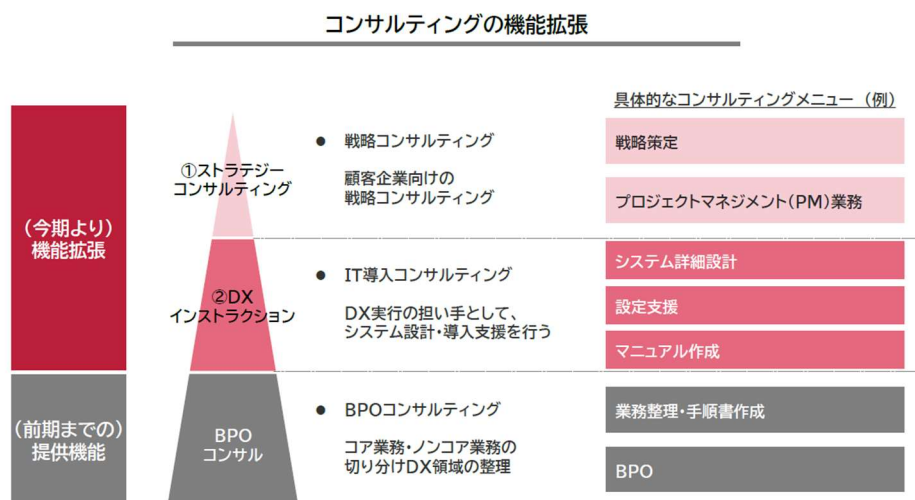 コンサルティングの機能拡張
具体的なコンサルティングメニュー（例）
（今期より）
機能拡張
①ストラテジー
コンサルティング
● 戦略コンサルティング
顧客企業向けの
戦略コンサルティング
戦略策定
プロジェクトマネジメント（PM）業務
②DX
インストラクション
● IT導入コンサルティング
DX実行の担い手として、
システム設計・導入支援を行う
システム詳細設計
設定支援
マニュアル作成
（前期までの）
提供機能
BPO
コンサル
● BPOコンサルティング
コア業務・ノンコア業務の
切り分けDX領域の整理
業務整理・手順書作成
BPO